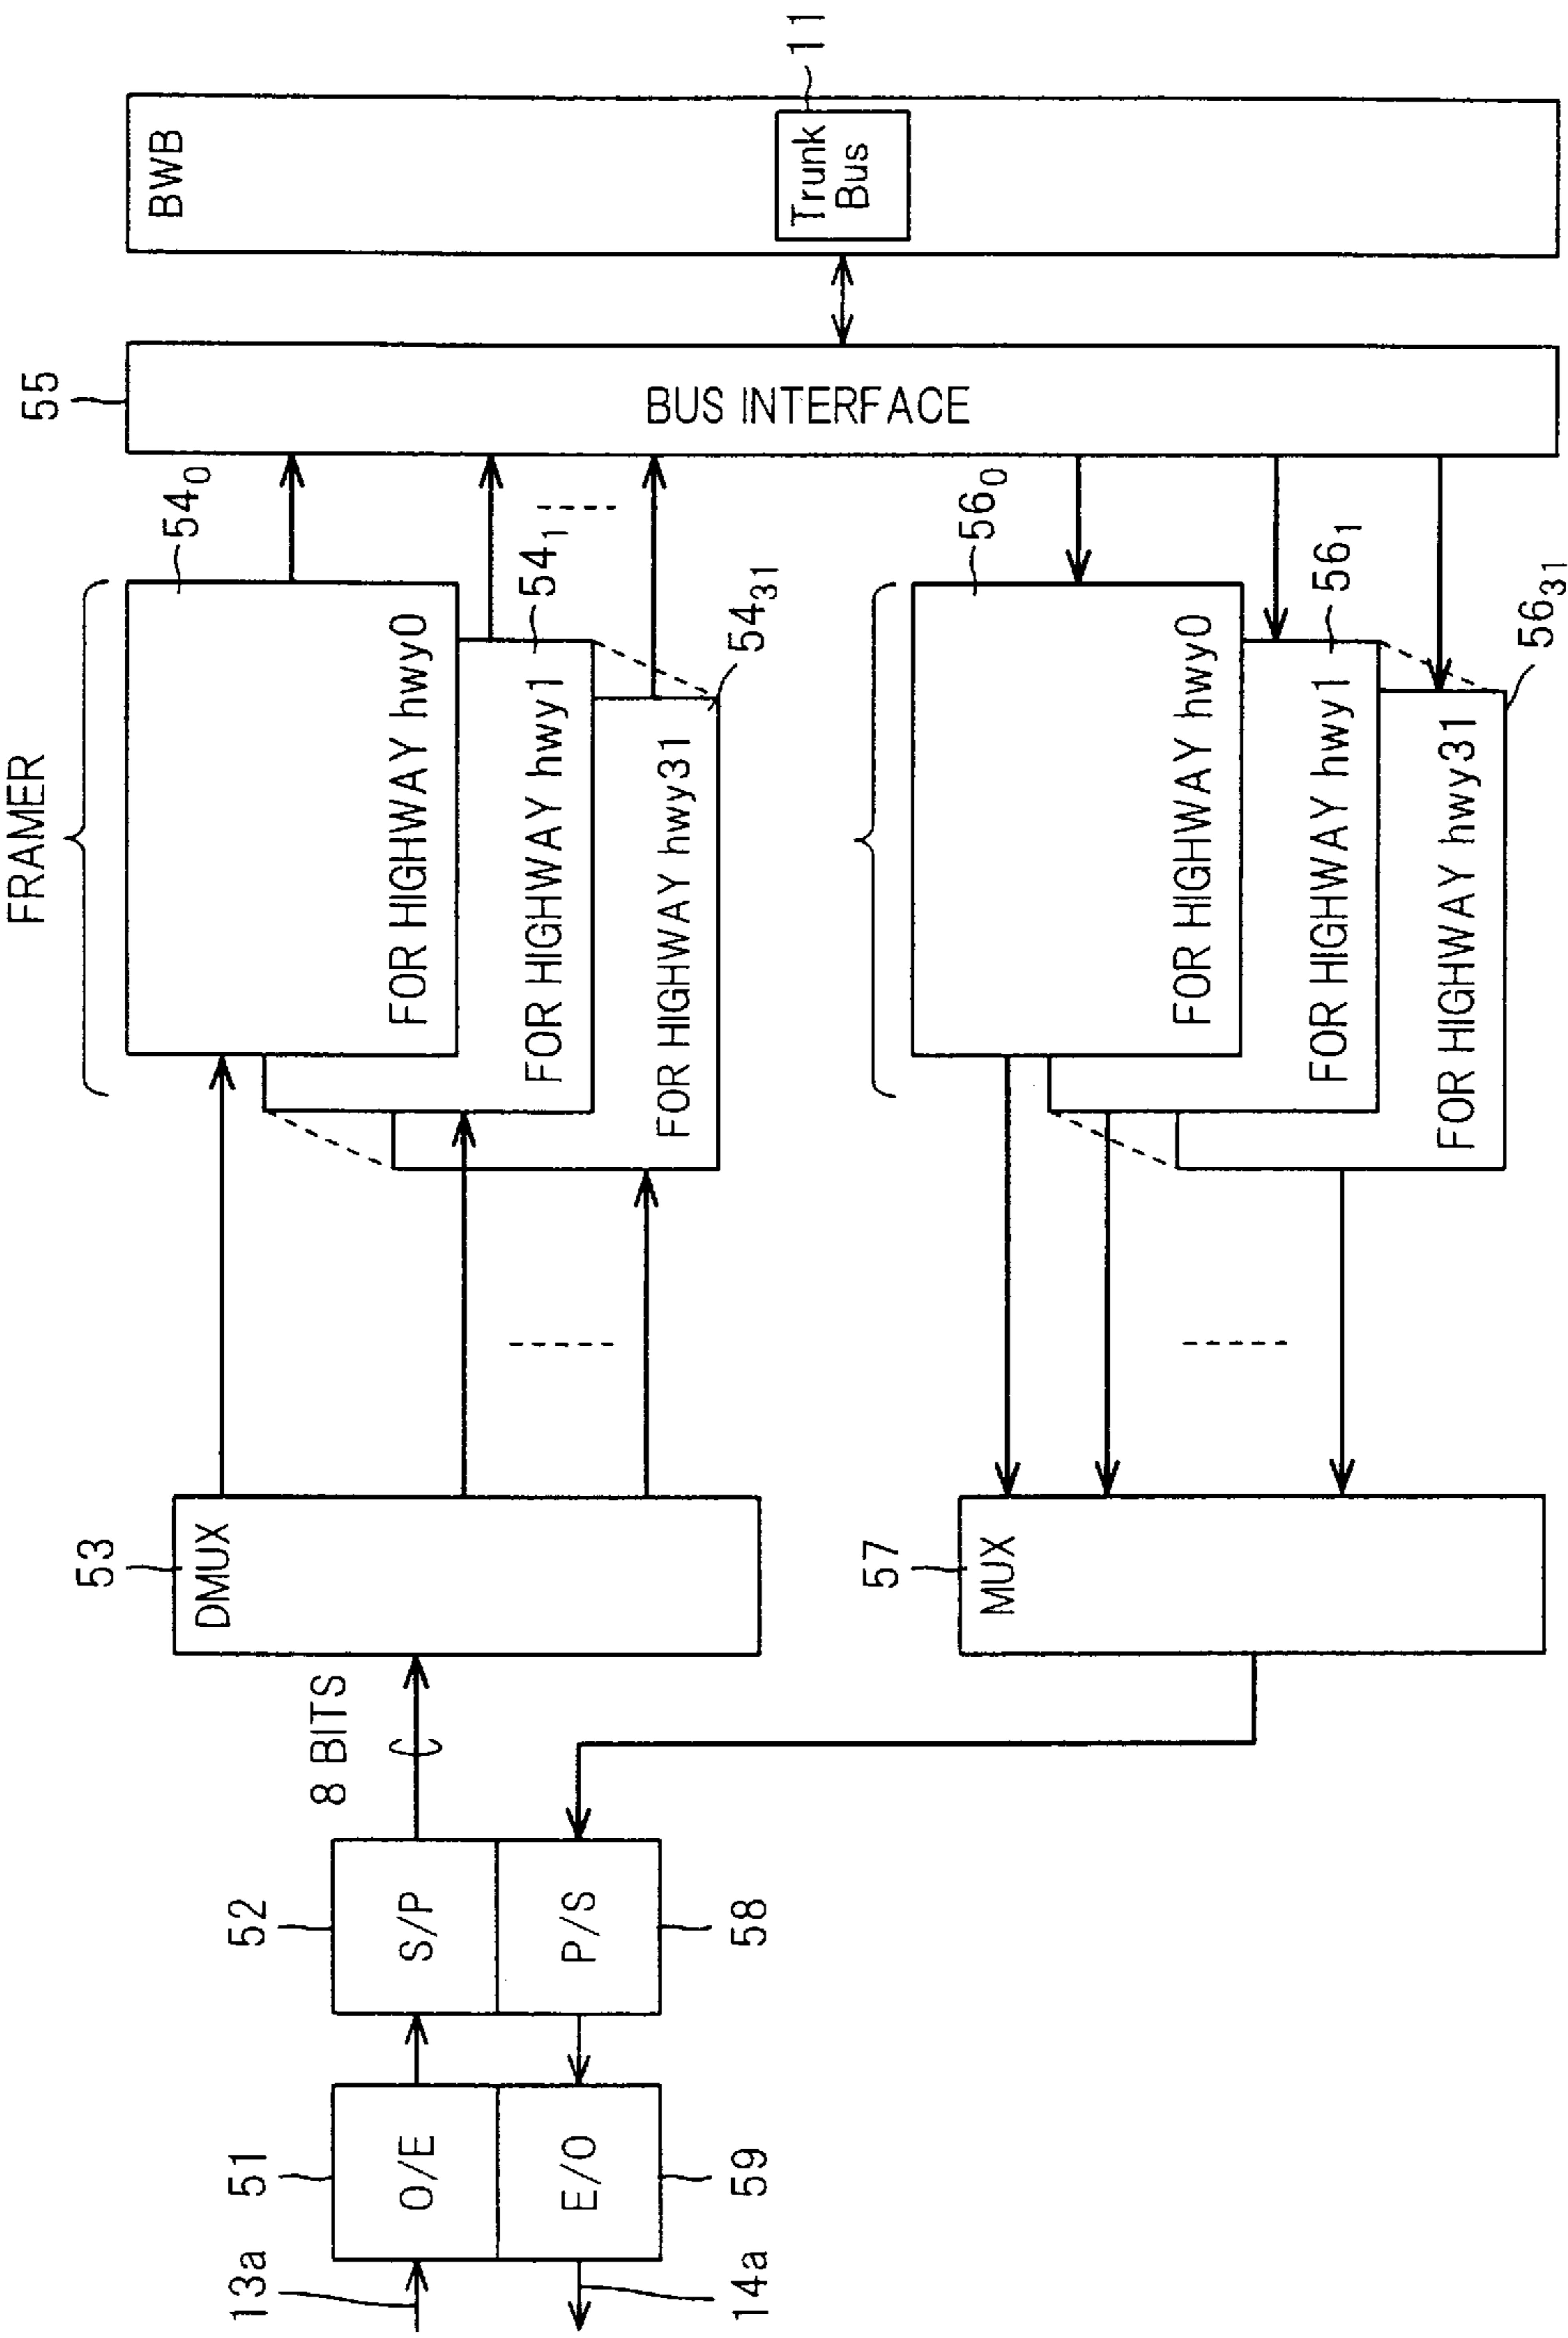 FRAMER
54₀
55
BWB
FOR HIGHWAY hwy0
54₁
FOR HIGHWAY hwy1
54₃₁
FOR HIGHWAY hwy31
53
DMUX
8 BITS
52
S/P
51
O/E
13a
BUS INTERFACE
Trunk
Bus
11
P/S
58
E/O
59
14a
57
MUX
56₀
FOR HIGHWAY hwy0
56₁
FOR HIGHWAY hwy1
56₃₁
FOR HIGHWAY hwy31